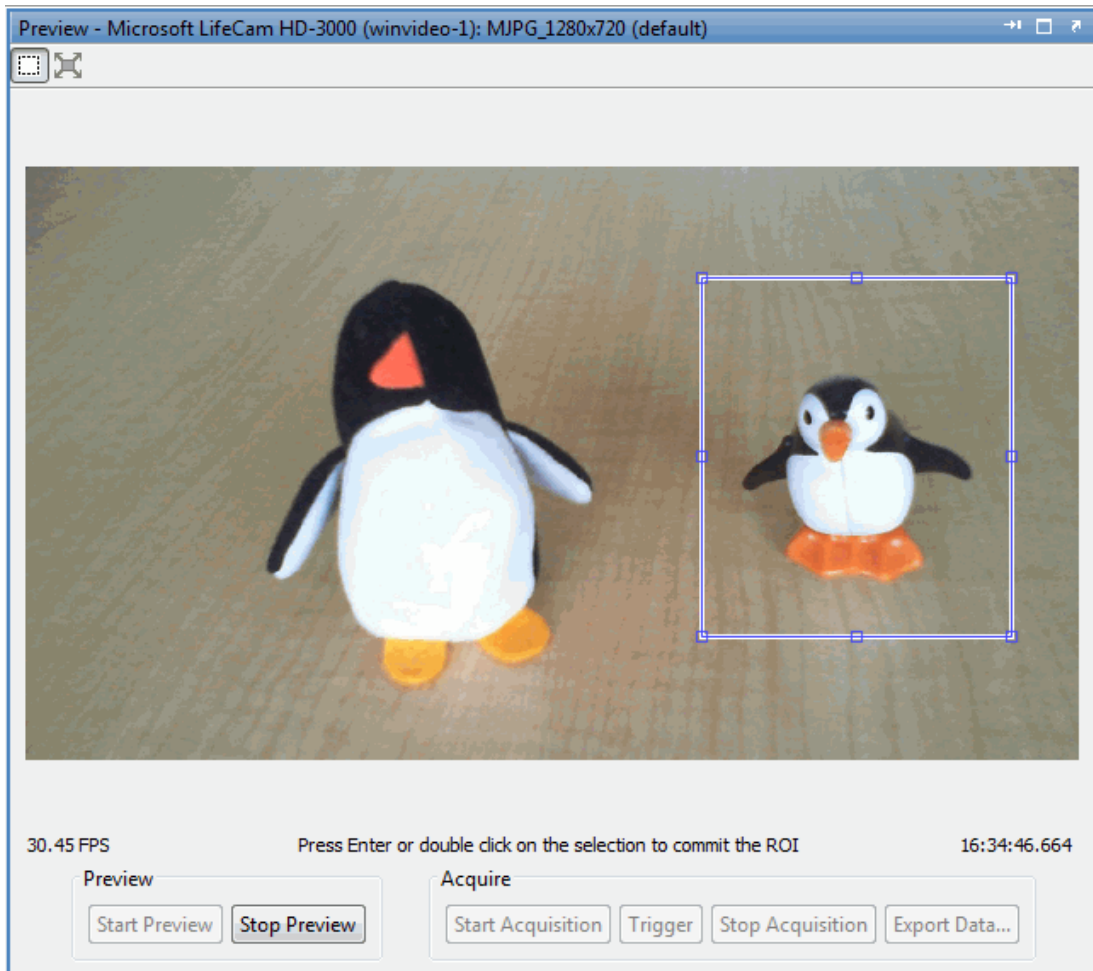 Preview - Microsoft LifeCam HD-3000 (winvideo-1): MJPG_1280x720 (default)
30.45 FPS Press Enter or double click on the selection to commit the ROI 16:34:46.664
Preview Acquire
Start Preview Stop Preview Start Acquisition Trigger Stop Acquisition Export Data...